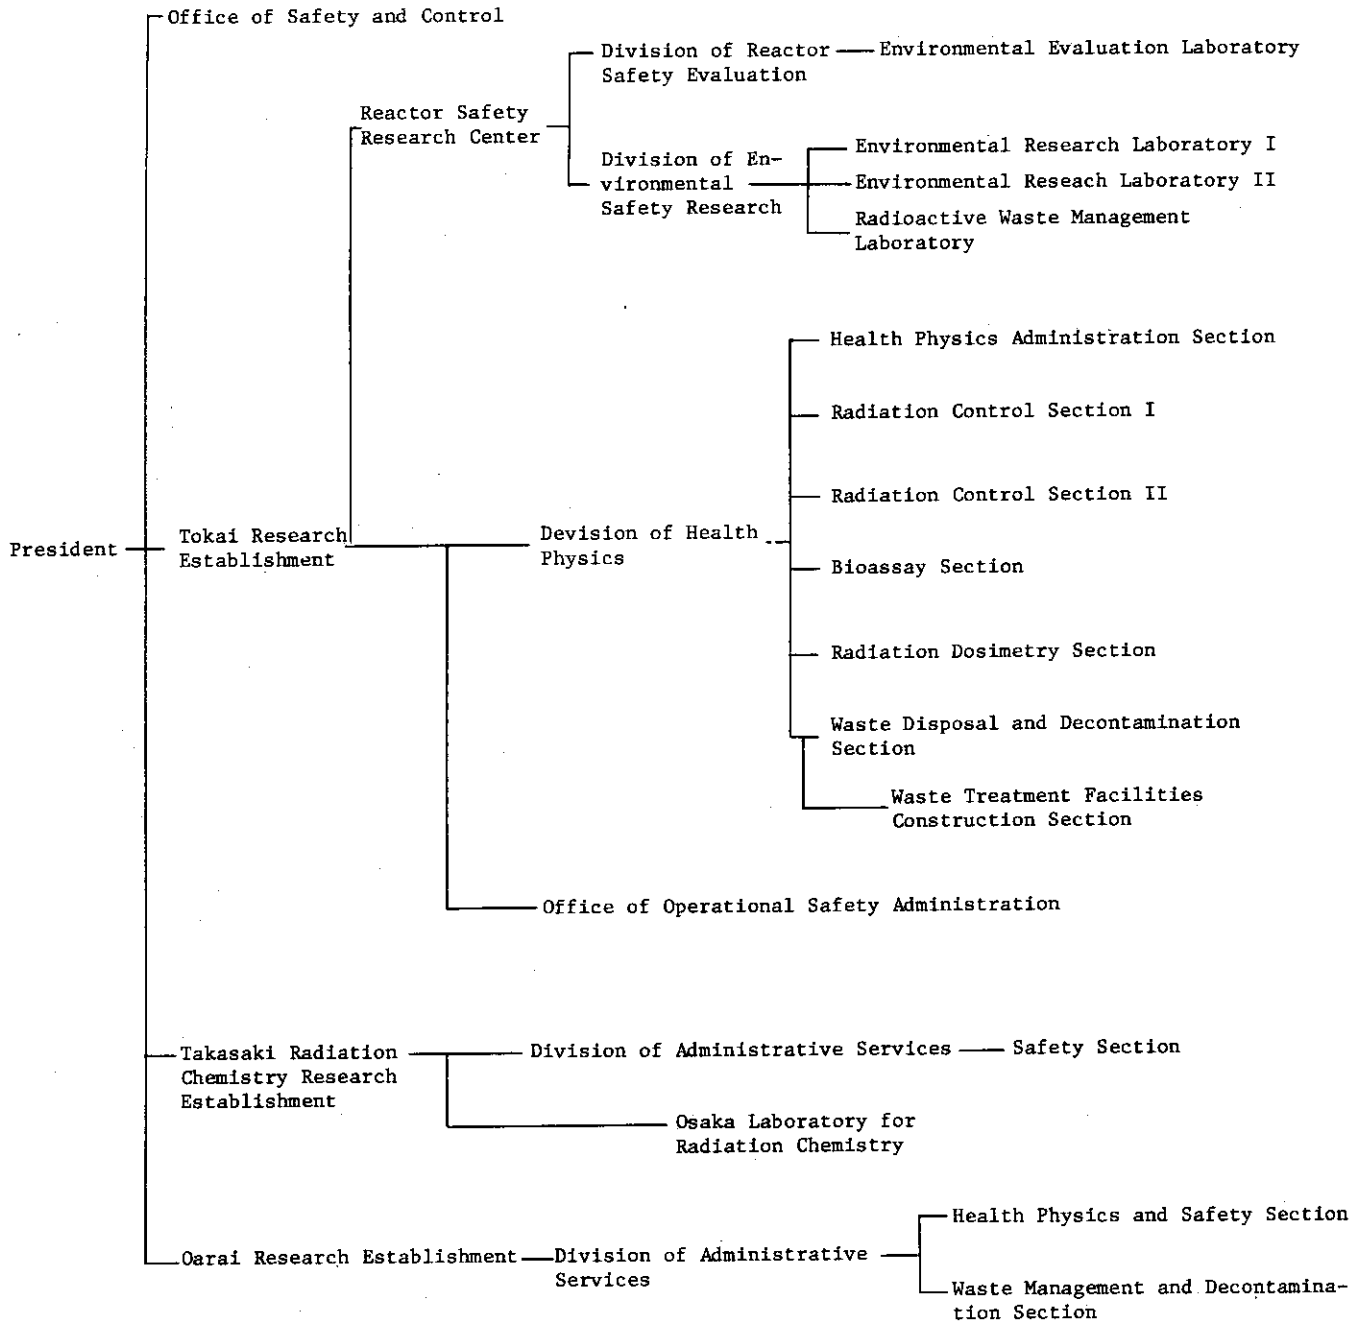 Office of Safety and Control
Division of Reactor
Safety Evaluation
Environmental Evaluation Laboratory
Reactor Safety
Research Center
Division of En-
vironmental
Safety Research
Environmental Research Laboratory I
Environmental Reseach Laboratory II
Radioactive Waste Management
Laboratory
Health Physics Administration Section
Radiation Control Section I
Radiation Control Section II
President
Tokai Research
Establishment
Devision of Health
Physics
Bioassay Section
Radiation Dosimetry Section
Waste Disposal and Decontamination
Section
Waste Treatment Facilities
Construction Section
Office of Operational Safety Administration
Takasaki Radiation
Chemistry Research
Establishment
Division of Administrative Services
Safety Section
Osaka Laboratory for
Radiation Chemistry
Oarai Research Establishment
Division of Administrative
Services
Health Physics and Safety Section
Waste Management and Decontamina-
tion Section